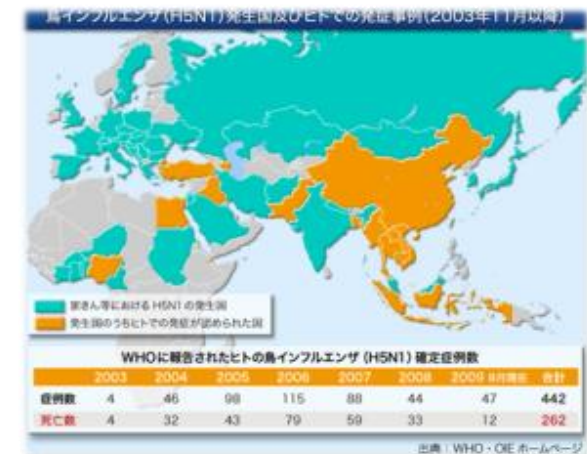 鳥インフルエンザ(H5N1)発生国及びヒトでの発症事例(2003年11月以降)
家きん等における H5N1 の発生国
発生国のうちヒトでの発症が認められた国
WHOに報告されたヒトの鳥インフルエンザ (H5N1) 確定症例数
2003 2004 2005 2006 2007 2008 2009 8月現在 合計
症例数 4 46 98 115 88 44 47 442
死亡数 4 32 43 79 59 33 12 262
出典:WHO・OIE ホームページ